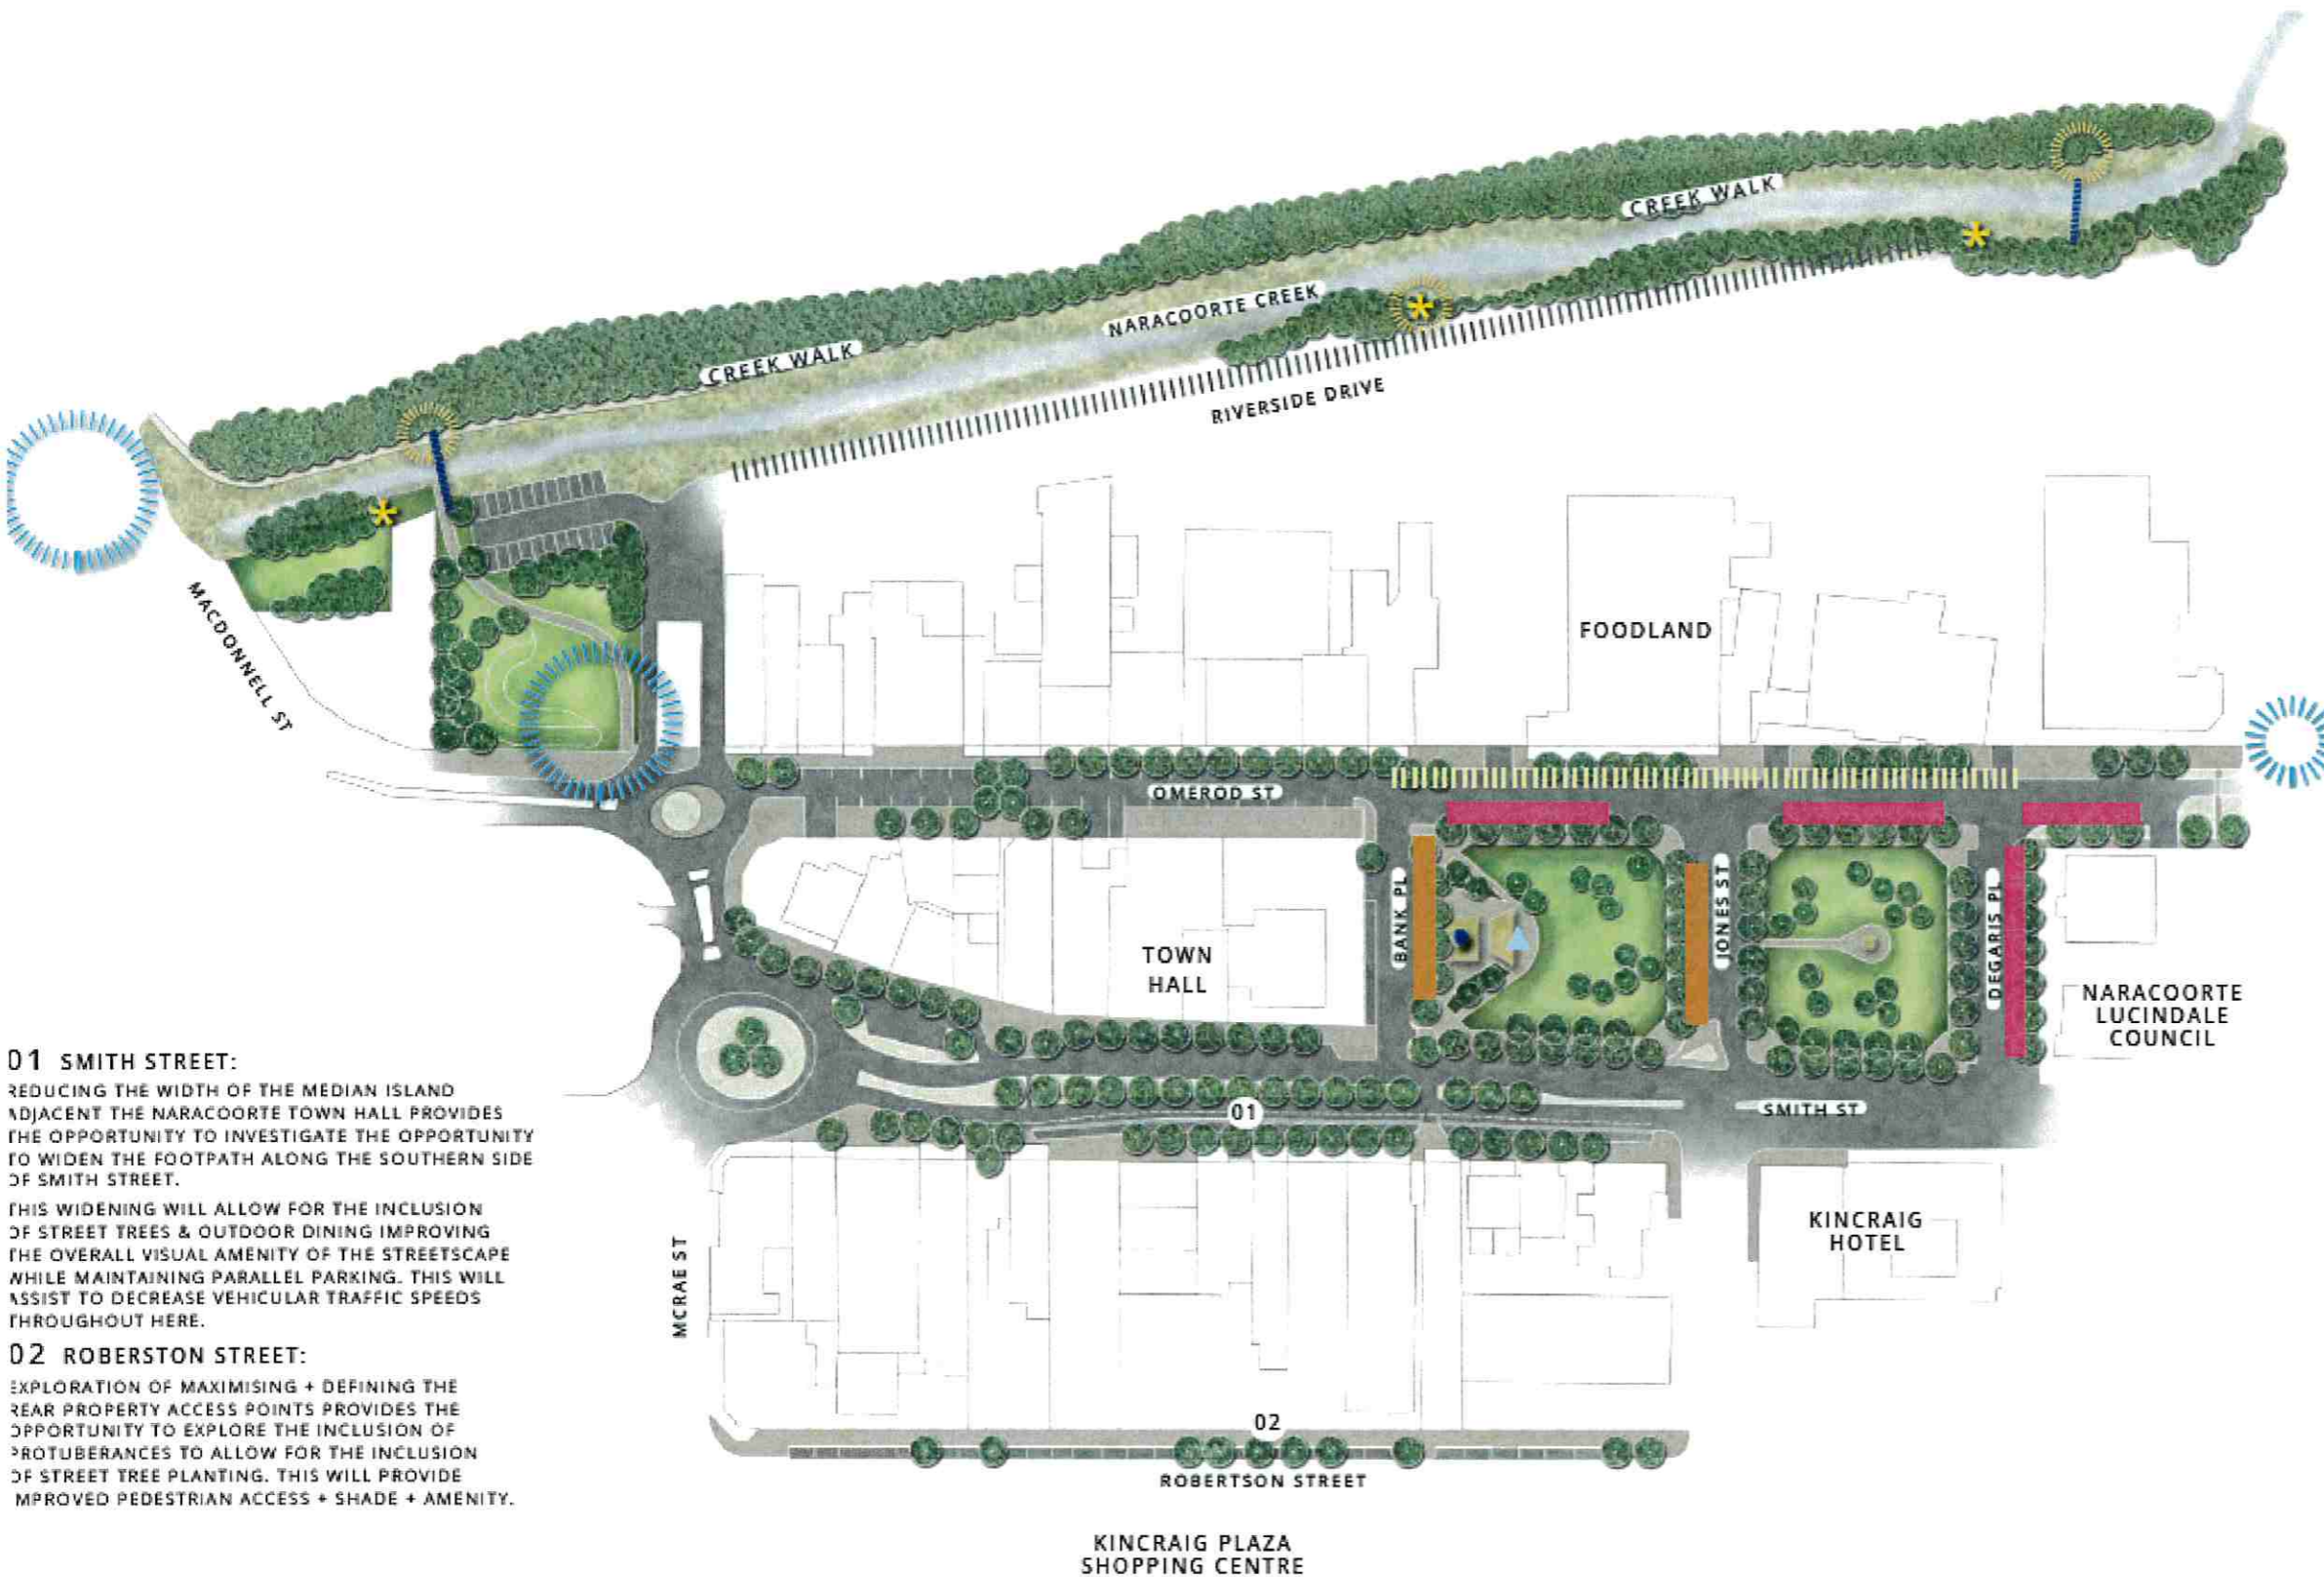 CREEK WALK
NARACOORTE CREEK
CREEK WALK
RIVERSIDE DRIVE
MACDONNELL ST
FOODLAND
OMEROD ST
TOWN
HALL
BANK PL
JONES ST
DEGARIS PL
NARACOORTE
LUCINDALE
COUNCIL
01
SMITH ST
KINCRAIG
HOTEL
MCRAE ST
02
ROBERTSON STREET
KINCRAIG PLAZA
SHOPPING CENTRE
01 SMITH STREET:
REDUCING THE WIDTH OF THE MEDIAN ISLAND
ADJACENT THE NARACOORTE TOWN HALL PROVIDES
THE OPPORTUNITY TO INVESTIGATE THE OPPORTUNITY
TO WIDEN THE FOOTPATH ALONG THE SOUTHERN SIDE
OF SMITH STREET.
THIS WIDENING WILL ALLOW FOR THE INCLUSION
OF STREET TREES & OUTDOOR DINING IMPROVING
THE OVERALL VISUAL AMENITY OF THE STREETSCAPE
WHILE MAINTAINING PARALLEL PARKING. THIS WILL
ASSIST TO DECREASE VEHICULAR TRAFFIC SPEEDS
THROUGHOUT HERE.
02 ROBERSTON STREET:
EXPLORATION OF MAXIMISING + DEFINING THE
REAR PROPERTY ACCESS POINTS PROVIDES THE
OPPORTUNITY TO EXPLORE THE INCLUSION OF
PROTUBERANCES TO ALLOW FOR THE INCLUSION
OF STREET TREE PLANTING. THIS WILL PROVIDE
MPROVED PEDESTRIAN ACCESS + SHADE + AMENITY.